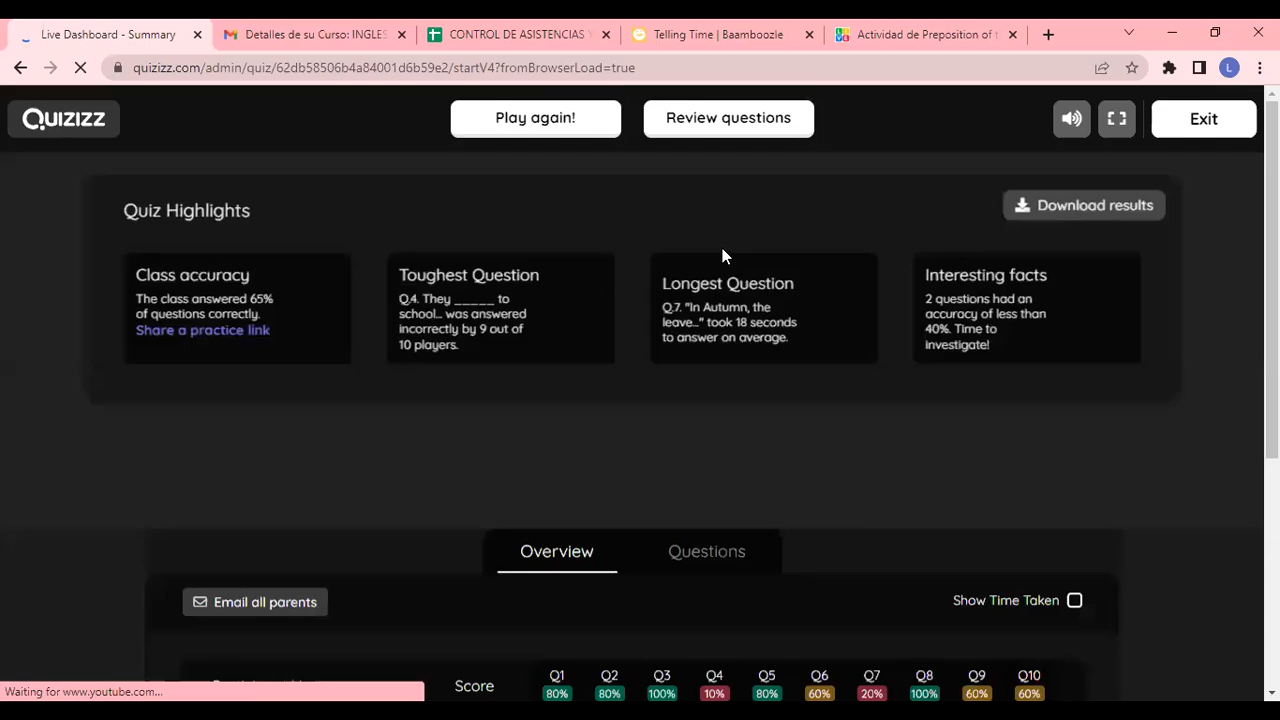 Live Dashboard - Summary
Detalles de su Curso: INGLES
CONTROL DE ASISTENCIAS Y
Telling Time | Baamboozle
Actividad de Preposition of t
quizizz.com/admin/quiz/62db58506b4a84001d6b59e2/startV4?fromBrowserLoad=true
L
QUIZIZZ
Play again!
Review questions
Exit
Quiz Highlights
Download results
Class accuracy
The class answered 65%
of questions correctly.
Share a practice link
Toughest Question
Q.4. They _____ to
school... was answered
incorrectly by 9 out of
10 players.
Longest Question
Q.7. "In Autumn, the
leave..." took 18 seconds
to answer on average.
Interesting facts
2 questions had an
accuracy of less than
40%. Time to
investigate!
Overview
Questions
Email all parents
Show Time Taken
Score
Q1 Q2 Q3 Q4 Q5 Q6 Q7 Q8 Q9 Q10
80% 80% 100% 10% 80% 60% 20% 100% 60% 60%
Waiting for www.youtube.com...